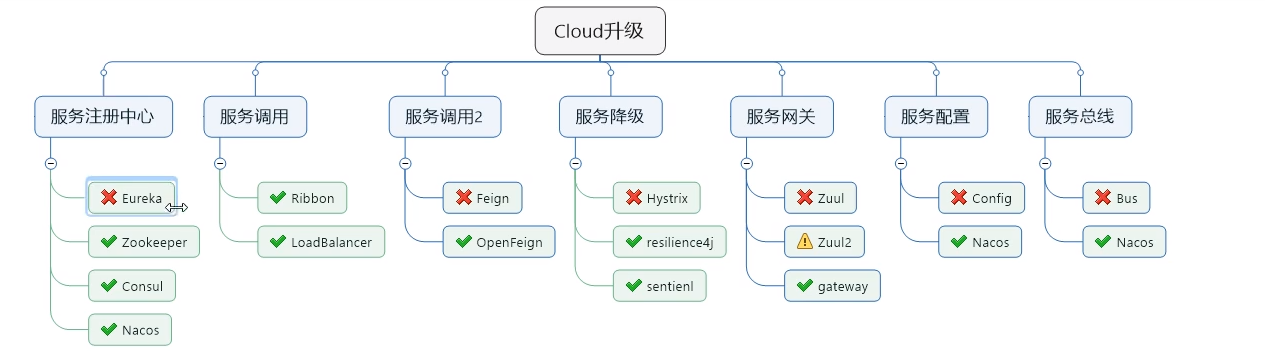 Cloud升级
服务注册中心
服务调用
服务调用2
服务降级
服务网关
服务配置
服务总线
Eureka
Ribbon
Feign
Hystrix
Zuul
Config
Bus
Zookeeper
LoadBalancer
OpenFeign
resilience4j
Zuul2
Nacos
Nacos
Consul
sentienl
gateway
Nacos